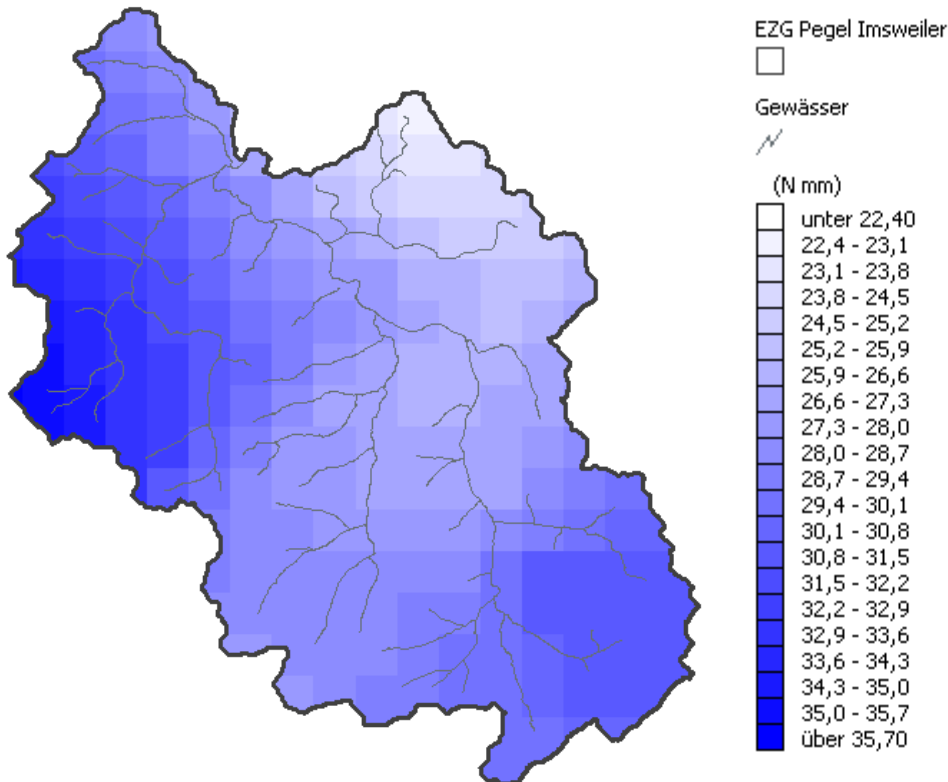 EZG Pegel Imsweiler
Gewässer
(N mm)
unter 22,40
22,4 - 23,1
23,1 - 23,8
23,8 - 24,5
24,5 - 25,2
25,2 - 25,9
25,9 - 26,6
26,6 - 27,3
27,3 - 28,0
28,0 - 28,7
28,7 - 29,4
29,4 - 30,1
30,1 - 30,8
30,8 - 31,5
31,5 - 32,2
32,2 - 32,9
32,9 - 33,6
33,6 - 34,3
34,3 - 35,0
35,0 - 35,7
über 35,70